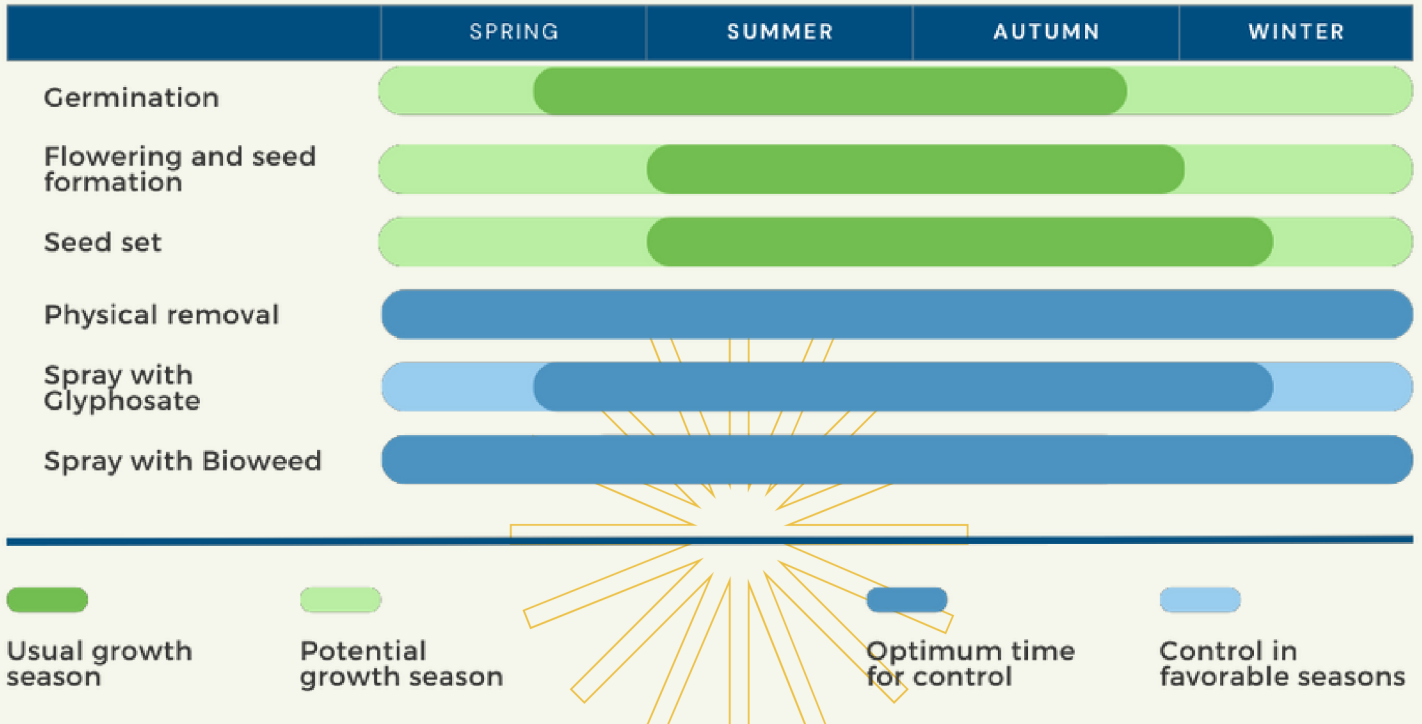 SPRING SUMMER AUTUMN WINTER
Germination
Flowering and seed
formation
Seed set
Physical removal
Spray with
Glyphosate
Spray with Bioweed
Usual growth
season
Potential
growth season
Optimum time
for control
Control in
favorable seasons